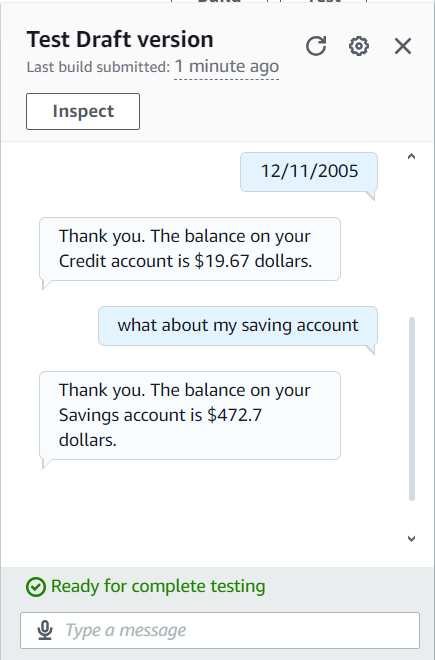 Test Draft version
Last build submitted: 1 minute ago
Inspect
12/11/2005
Thank you. The balance on your
Credit account is $19.67 dollars.
what about my saving account
Thank you. The balance on your
Savings account is $472.7
dollars.
Ready for complete testing
Type a message